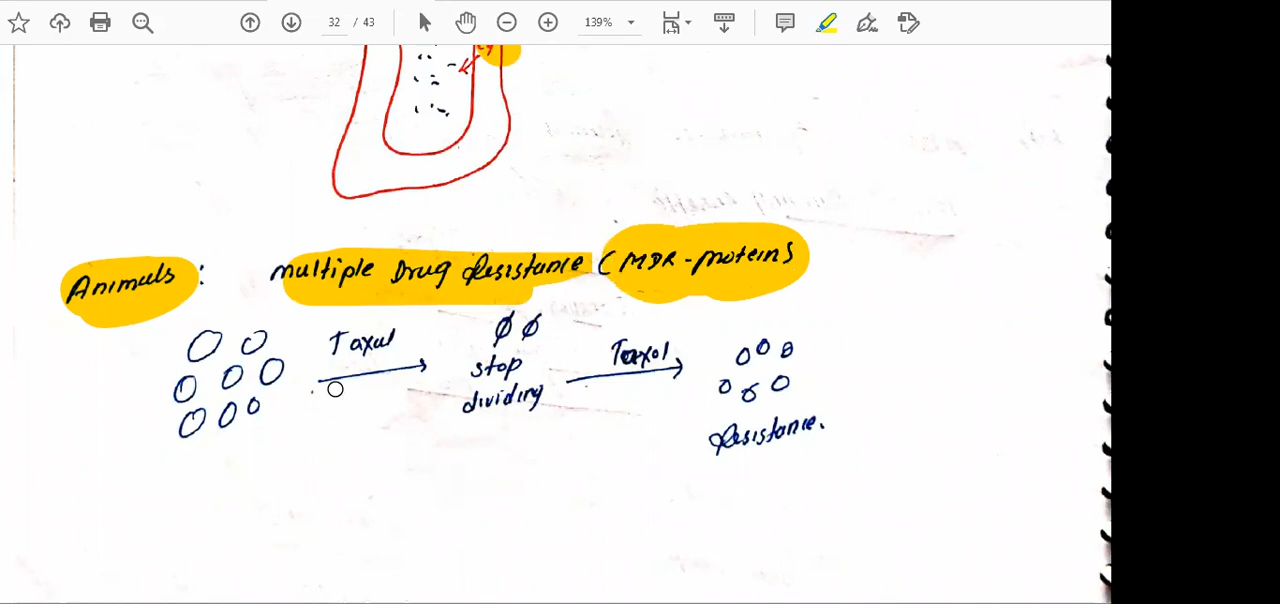 32 / 43
139%
Animals : Multiple Drug Resistance (MDR-proteins
Taxol
stop
dividing
Taxol
Resistance.